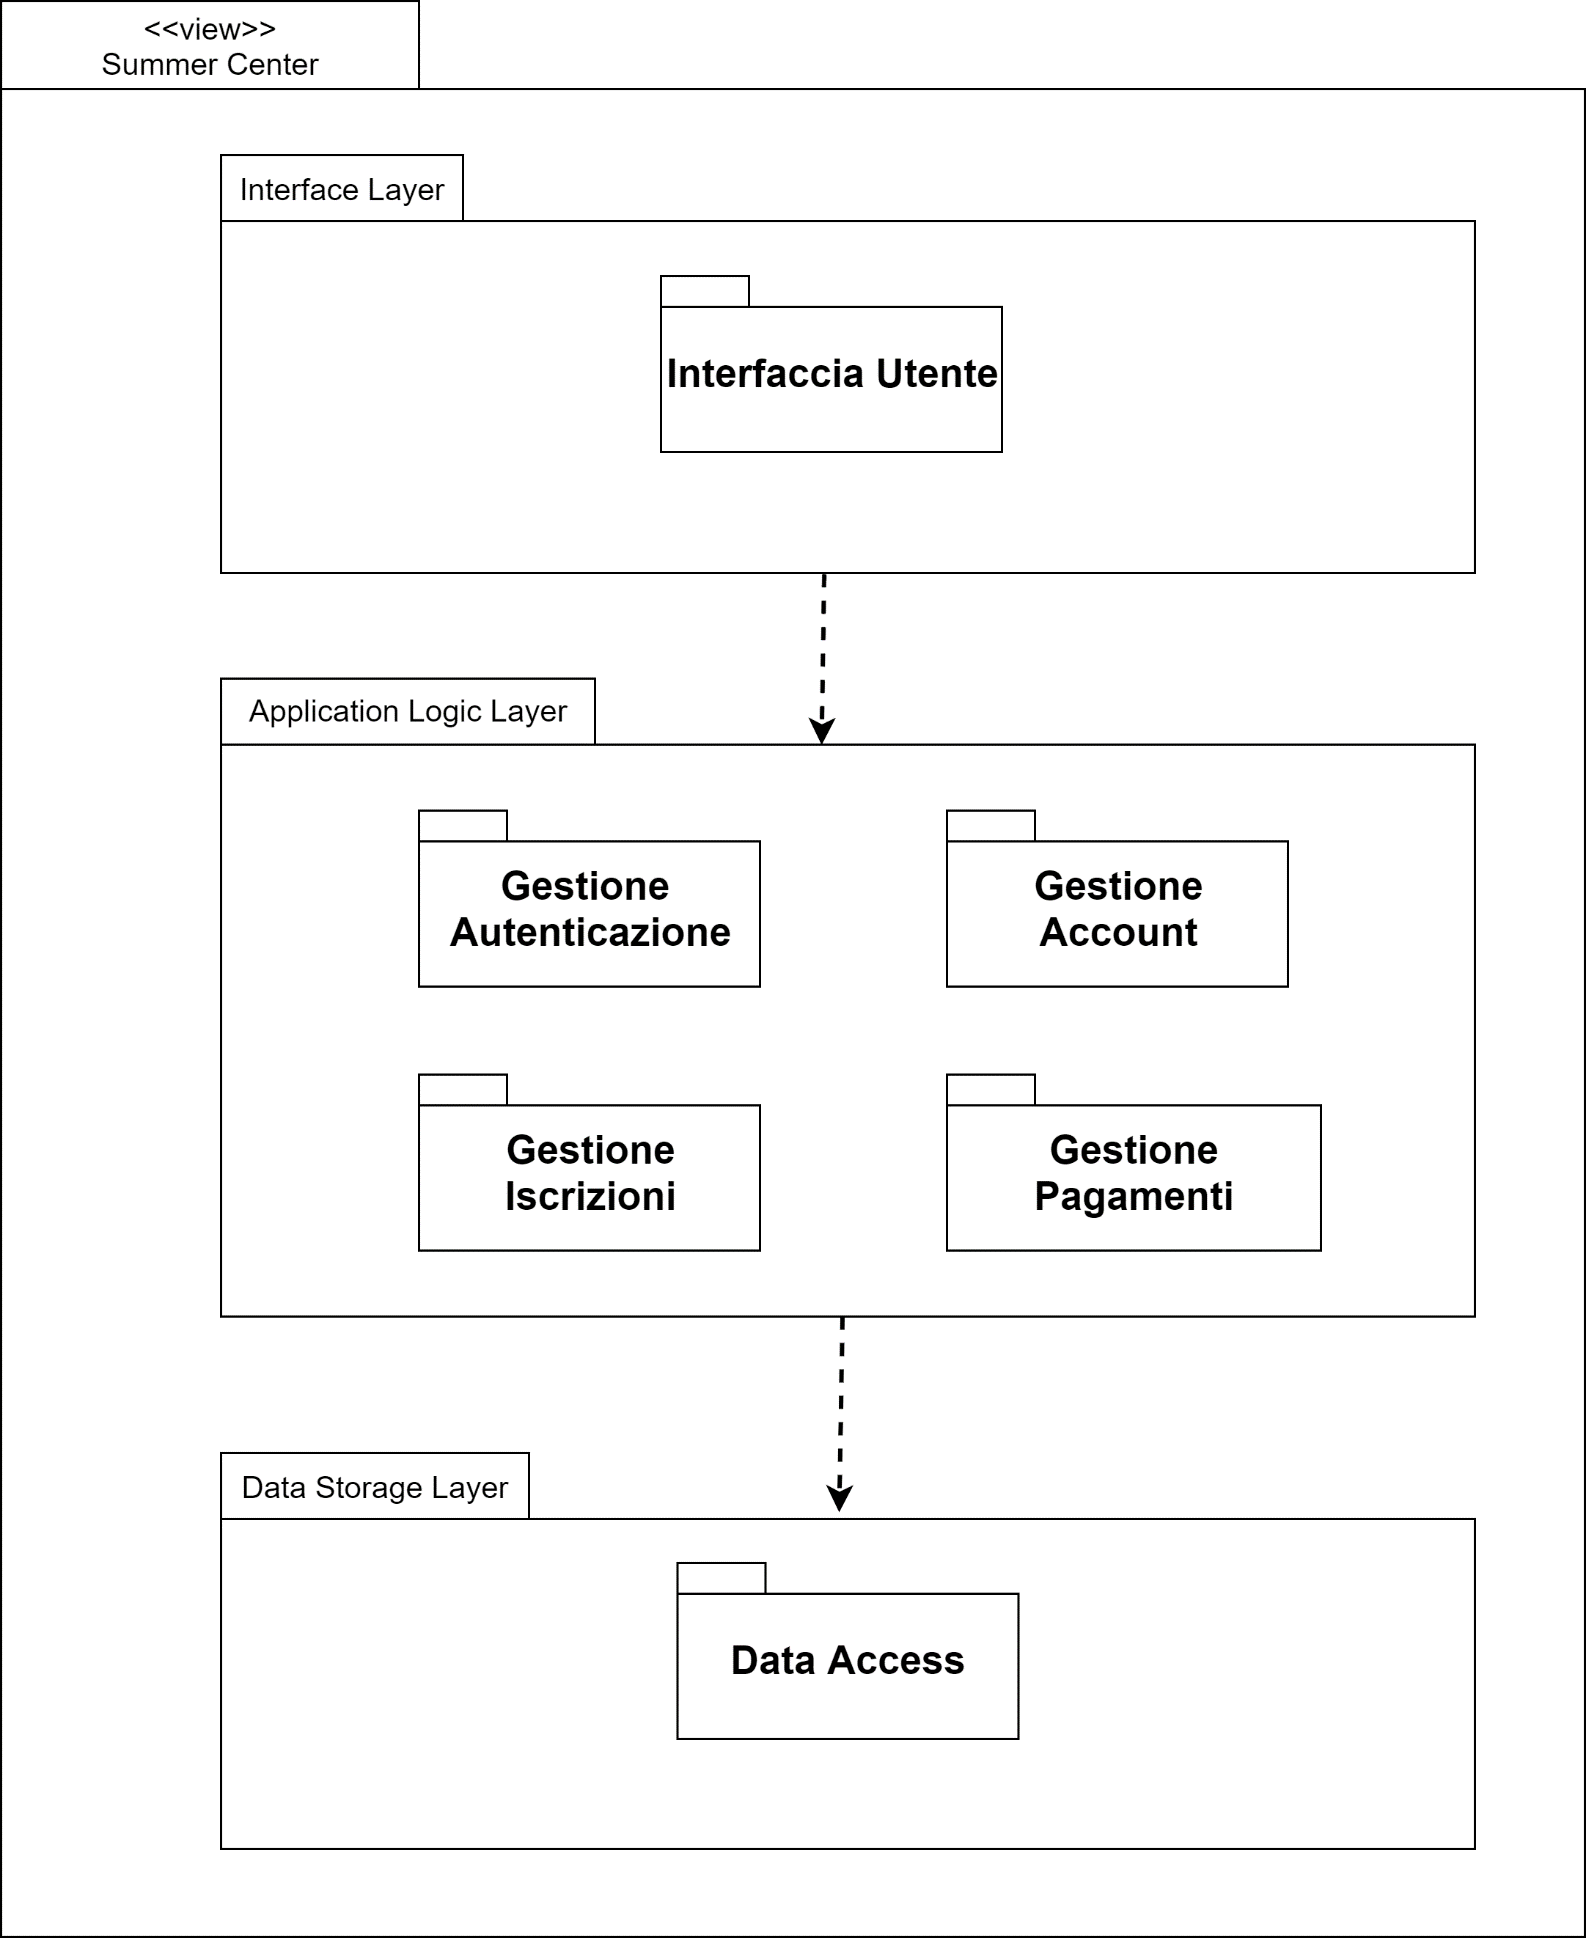 <<view>>
Summer Center
Interface Layer
Interfaccia Utente
Application Logic Layer
Gestione
Autenticazione
Gestione
Account
Gestione
Iscrizioni
Gestione
Pagamenti
Data Storage Layer
Data Access